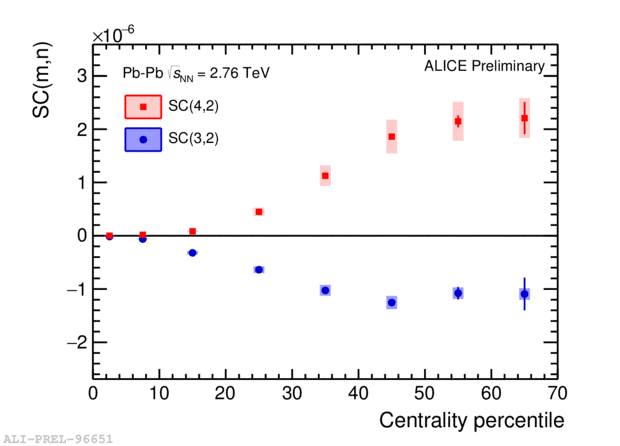 ×10⁻⁶
SC(m,n)
Pb-Pb √sNN = 2.76 TeV
ALICE Preliminary
SC(4,2)
SC(3,2)
3
2
1
0
−1
−2
0 10 20 30 40 50 60 70
Centrality percentile
ALI-PREL-96651